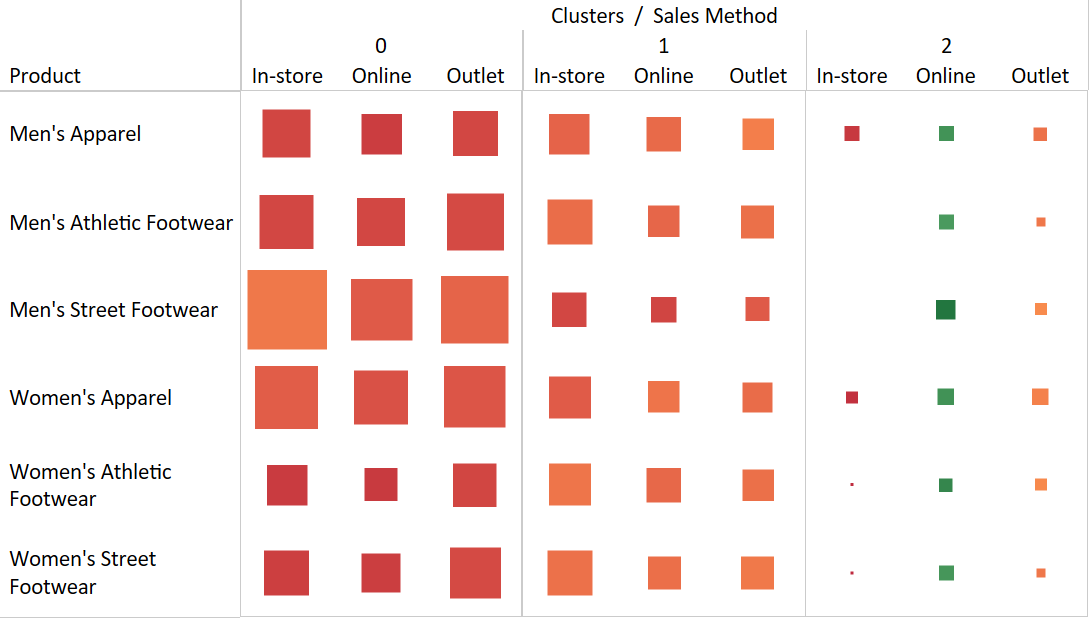 Clusters / Sales Method
0 1 2
Product In-store Online Outlet In-store Online Outlet In-store Online Outlet
Men's Apparel
Men's Athletic Footwear
Men's Street Footwear
Women's Apparel
Women's Athletic
Footwear
Women's Street
Footwear